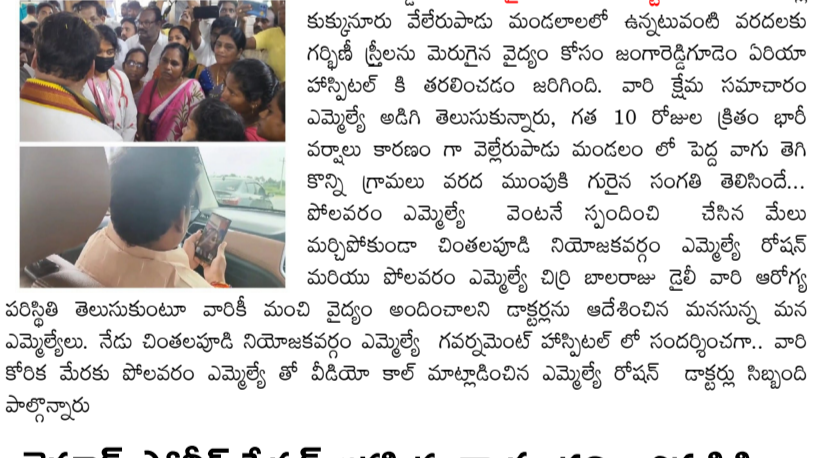 కుక్కునూరు వేలేరుపాడు మండలాలలో ఉన్నటువంటి వరదలకు
గర్భిణీ స్త్రీలను మెరుగైన వైద్యం కోసం జంగారెడ్డిగూడెం ఏరియా
హాస్పిటల్ కి తరలించడం జరిగింది. వారి క్షేమ సమాచారం
ఎమ్మెల్యే అడిగి తెలుసుకున్నారు, గత 10 రోజుల క్రితం భారీ
వర్షాలు కారణం గా వెల్లేరుపాడు మండలం లో పెద్ద వాగు తెగి
కొన్ని గ్రామలు వరద ముంపుకి గురైన సంగతి తెలిసిందే...
పోలవరం ఎమ్మెల్యే వెంటనే స్పందించి చేసిన మేలు
మర్చిపోకుండా చింతలపూడి నియోజకవర్గం ఎమ్మెల్యే రోషన్
మరియు పోలవరం ఎమ్మెల్యే చిర్రి బాలరాజు డైలీ వారి ఆరోగ్య
పరిస్థితి తెలుసుకుంటూ వారికీ మంచి వైద్యం అందించాలని డాక్టర్లను ఆదేశించిన మనసున్న మన
ఎమ్మెల్యేలు. నేడు చింతలపూడి నియోజకవర్గం ఎమ్మెల్యే గవర్నమెంట్ హాస్పిటల్ లో సందర్శించగా.. వారి
కోరిక మేరకు పోలవరం ఎమ్మెల్యే తో వీడియో కాల్ మాట్లాడించిన ఎమ్మెల్యే రోషన్ డాక్టర్లు సిబ్బంది
పాల్గొన్నారు